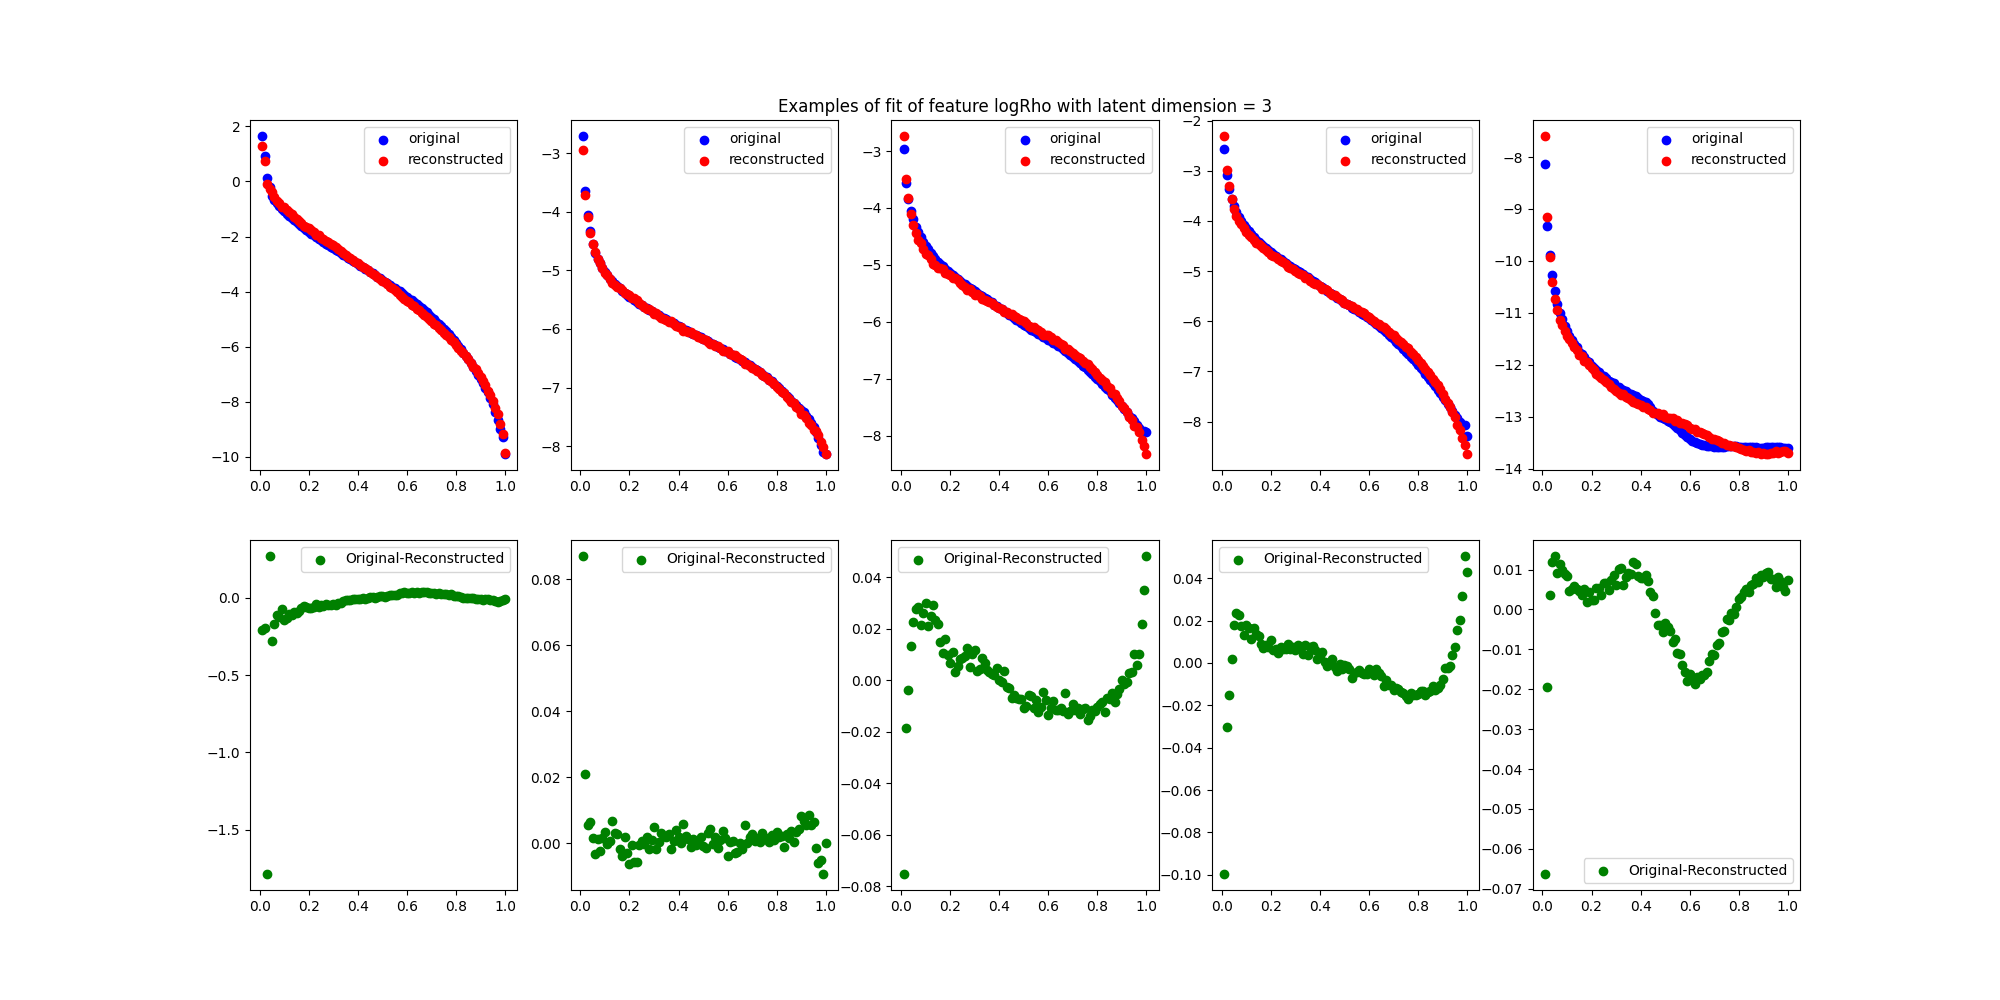 Examples of fit of feature logRho with latent dimension = 3
2
0
−2
−4
−6
−8
−10
0.0 0.2 0.4 0.6 0.8 1.0
original
reconstructed
−3
−4
−5
−6
−7
−8
0.0 0.2 0.4 0.6 0.8 1.0
original
reconstructed
−3
−4
−5
−6
−7
−8
0.0 0.2 0.4 0.6 0.8 1.0
original
reconstructed
−2
−3
−4
−5
−6
−7
−8
0.0 0.2 0.4 0.6 0.8 1.0
original
reconstructed
−8
−9
−10
−11
−12
−13
−14
0.0 0.2 0.4 0.6 0.8 1.0
original
reconstructed
0.0
−0.5
−1.0
−1.5
0.0 0.2 0.4 0.6 0.8 1.0
Original-Reconstructed
0.08
0.06
0.04
0.02
0.00
0.0 0.2 0.4 0.6 0.8 1.0
Original-Reconstructed
0.04
0.02
0.00
−0.02
−0.04
−0.06
−0.08
0.0 0.2 0.4 0.6 0.8 1.0
Original-Reconstructed
0.04
0.02
0.00
−0.02
−0.04
−0.06
−0.08
−0.10
0.0 0.2 0.4 0.6 0.8 1.0
Original-Reconstructed
0.01
0.00
−0.01
−0.02
−0.03
−0.04
−0.05
−0.06
−0.07
0.0 0.2 0.4 0.6 0.8 1.0
Original-Reconstructed